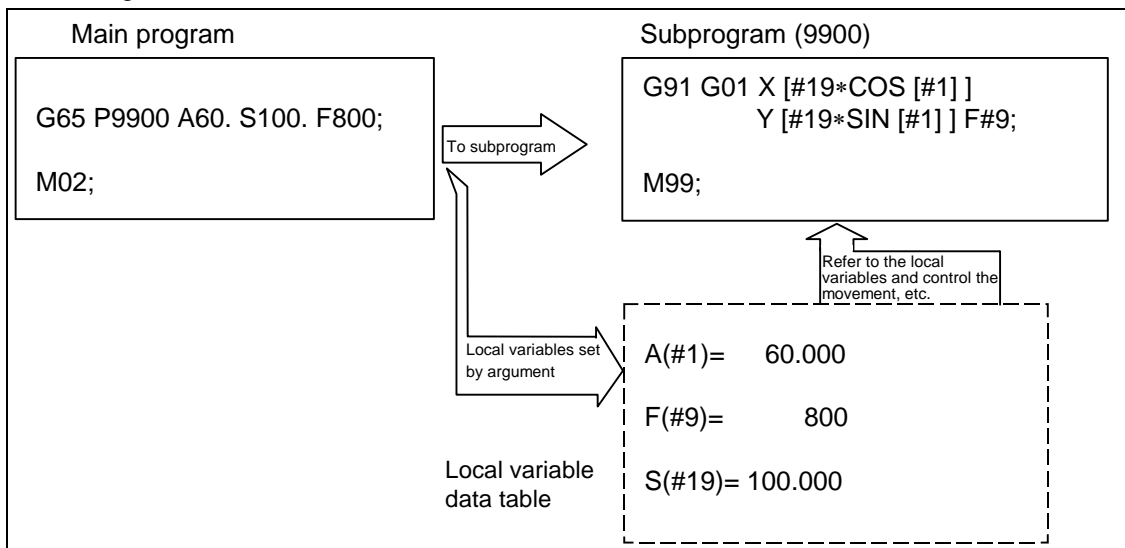 Main program
G65 P9900 A60. S100. F800;
M02;
To subprogram
Subprogram (9900)
G91 G01 X [#19∗COS [#1] ]
Y [#19∗SIN [#1] ] F#9;
M99;
Refer to the local
variables and control the
movement, etc.
Local variables set
by argument
A(#1)= 60.000
F(#9)= 800
S(#19)= 100.000
Local variable
data table